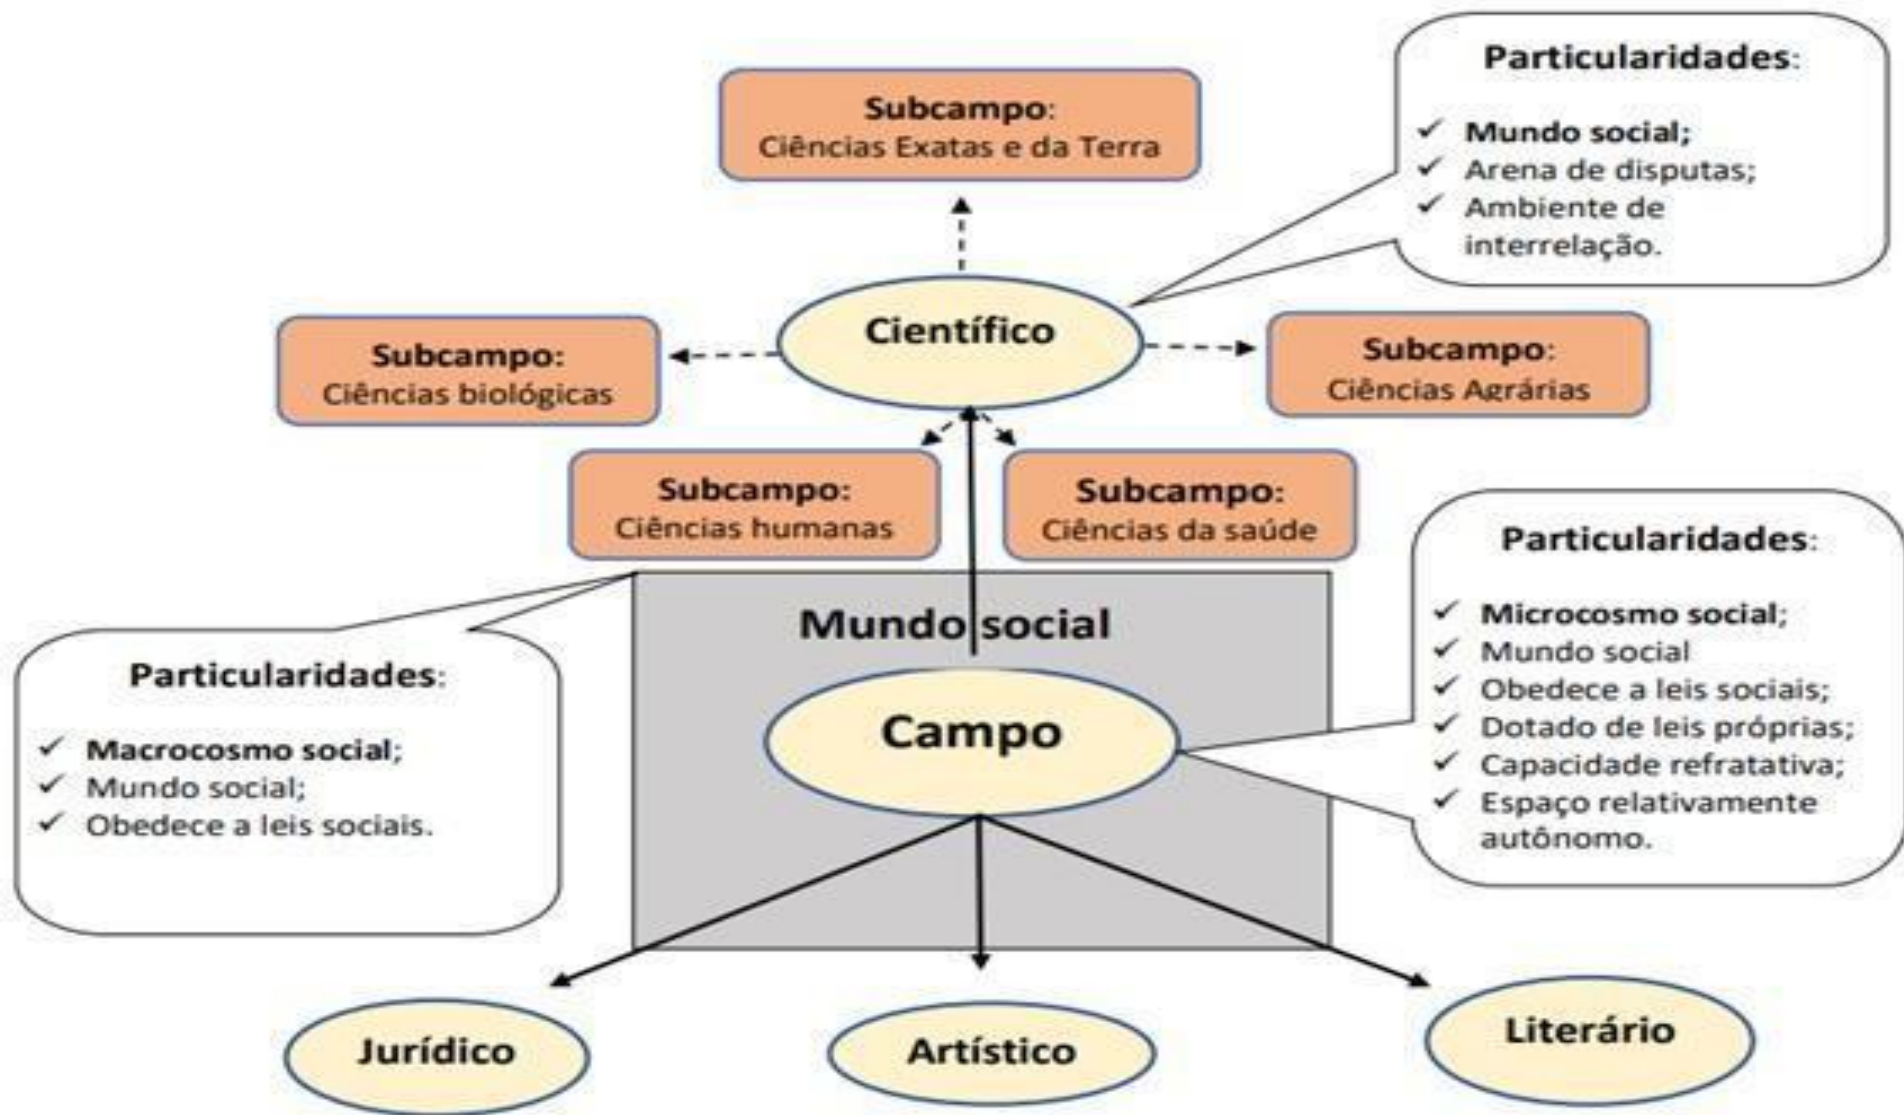 Particularidades:
✓ Mundo social;
✓ Arena de disputas;
✓ Ambiente de
interrelação.
Subcampo:
Ciências Exatas e da Terra
Científico
Subcampo:
Ciências biológicas
Subcampo:
Ciências Agrárias
Subcampo:
Ciências humanas
Subcampo:
Ciências da saúde
Particularidades:
✓ Microcosmo social;
✓ Mundo social
✓ Obedece a leis sociais;
✓ Dotado de leis próprias;
✓ Capacidade refratativa;
✓ Espaço relativamente
autônomo.
Mundo social
Campo
Particularidades:
✓ Macrocosmo social;
✓ Mundo social;
✓ Obedece a leis sociais.
Jurídico
Artístico
Literário